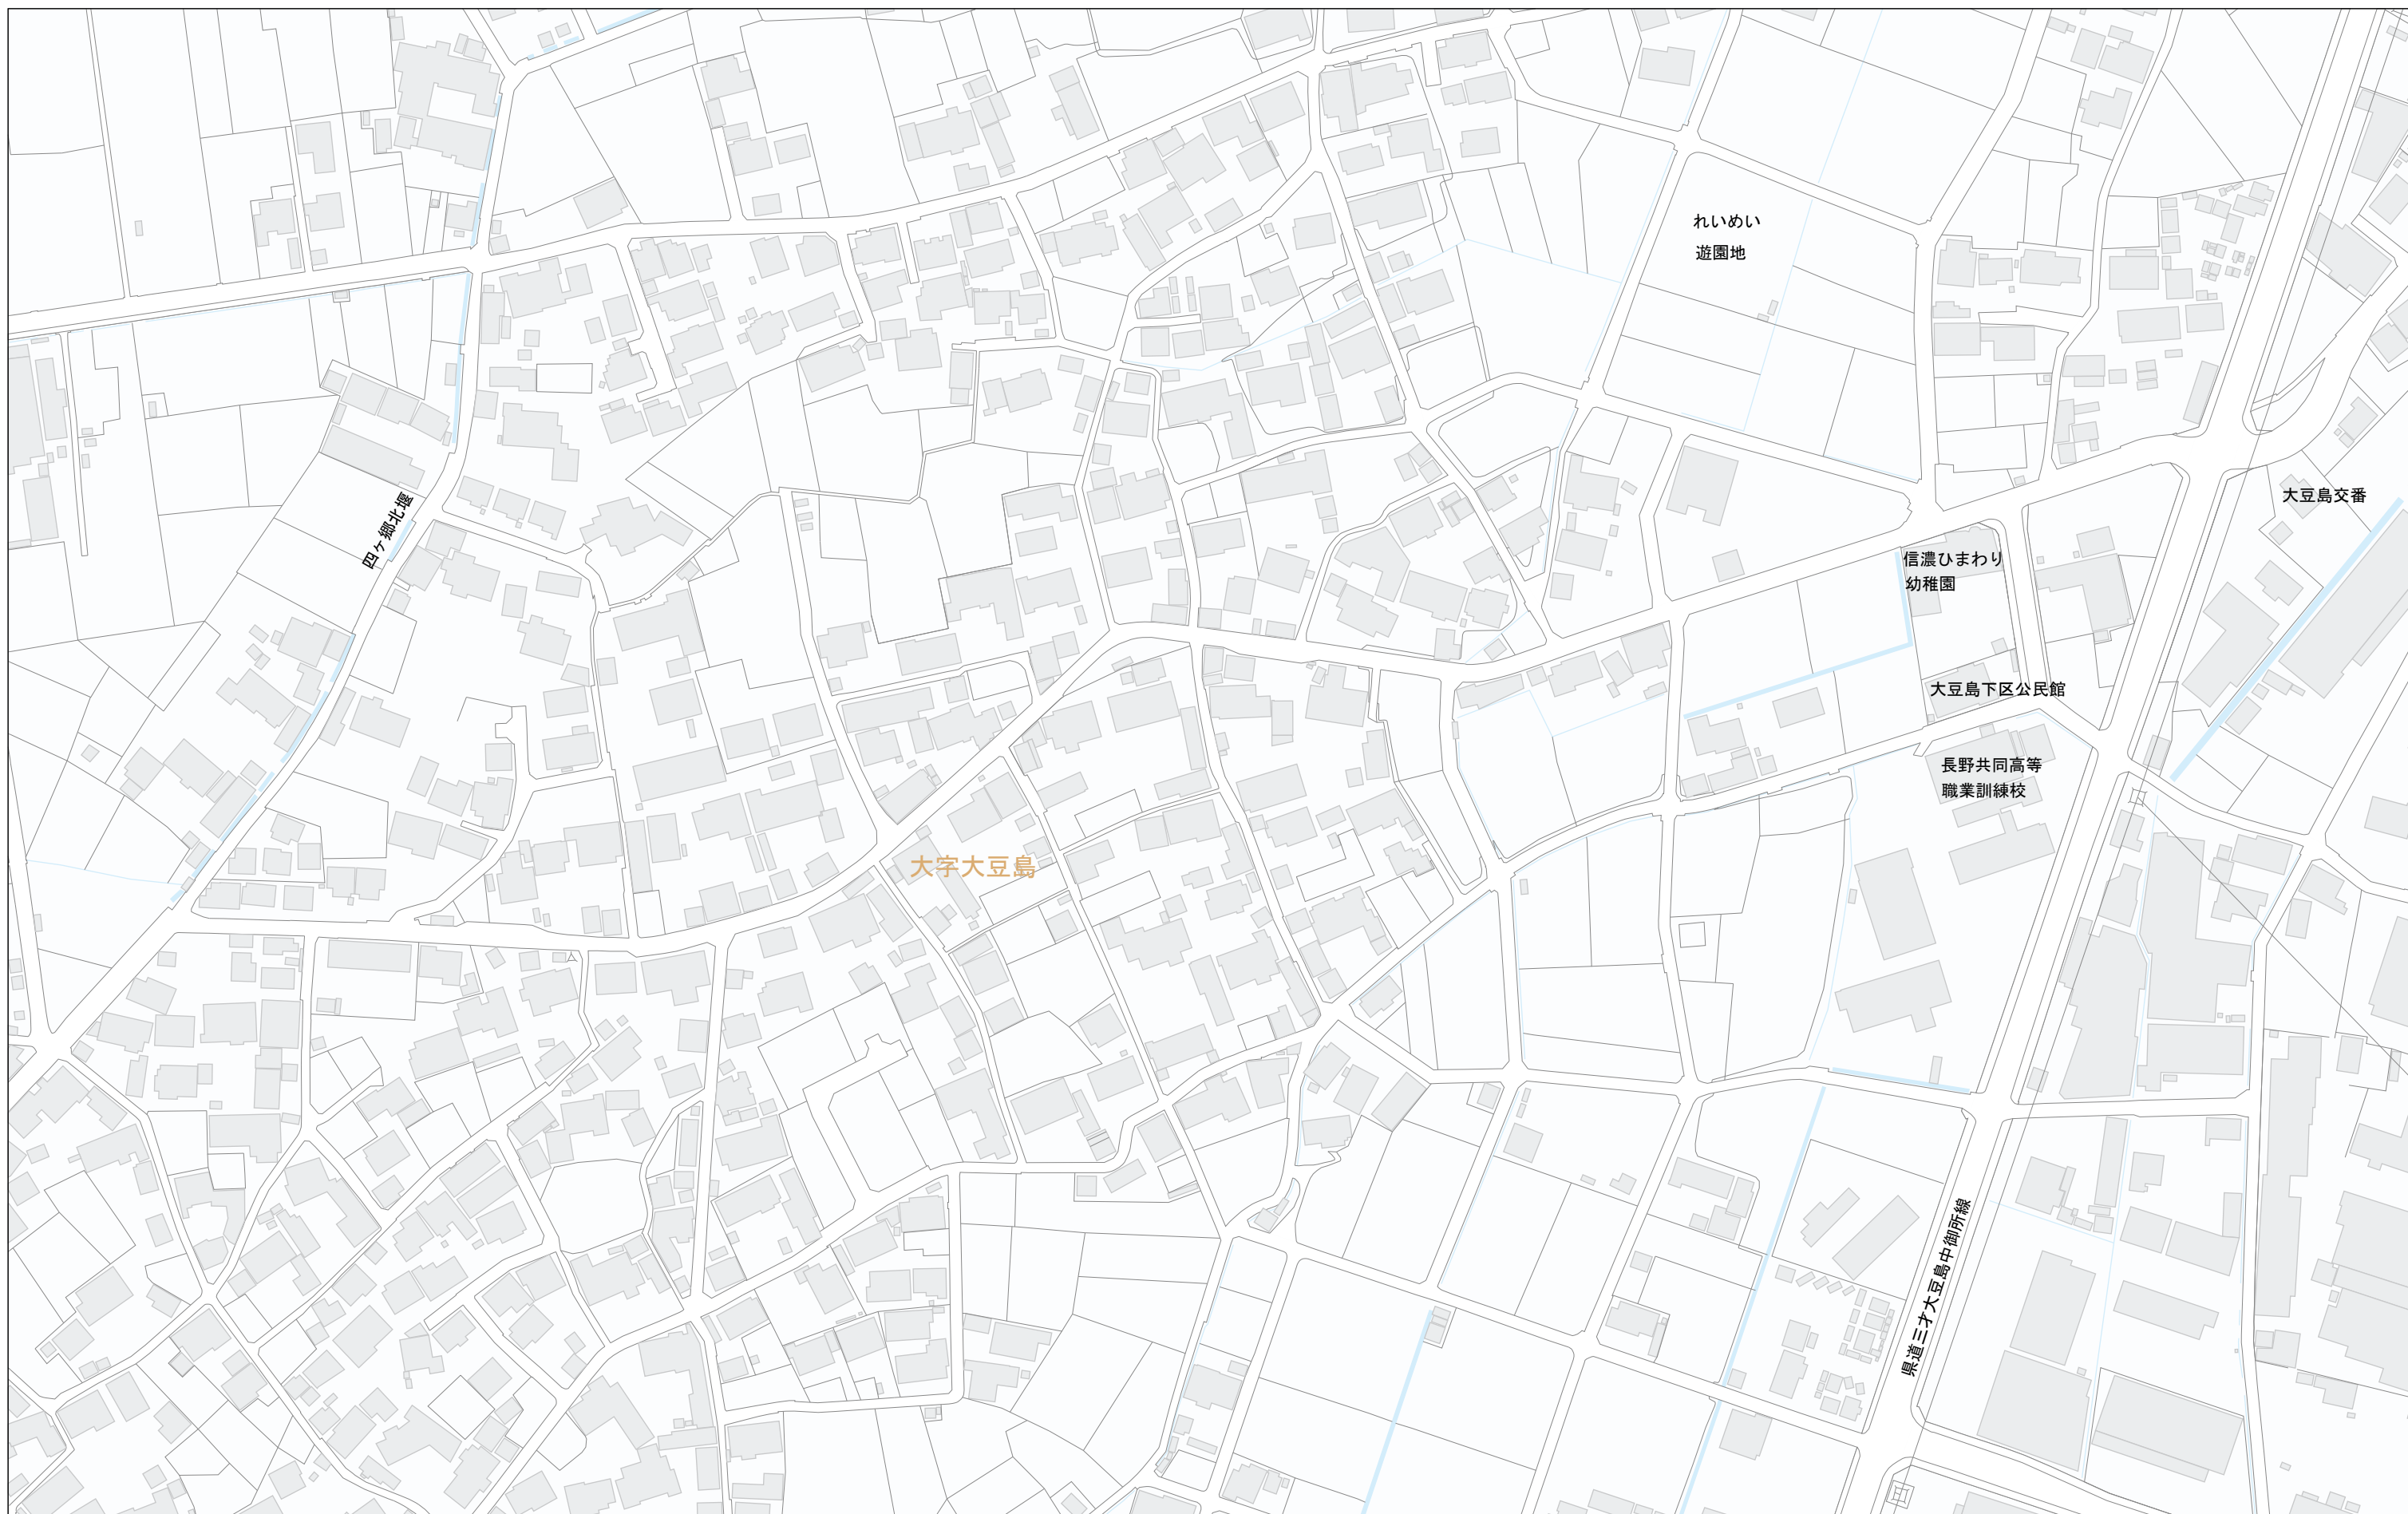 れいめい
遊園地
四ヶ郷北堰
大豆島交番
信濃ひまわり
幼稚園
大豆島下区公民館
長野共同高等
職業訓練校
大字大豆島
県道三才大豆島中御所線